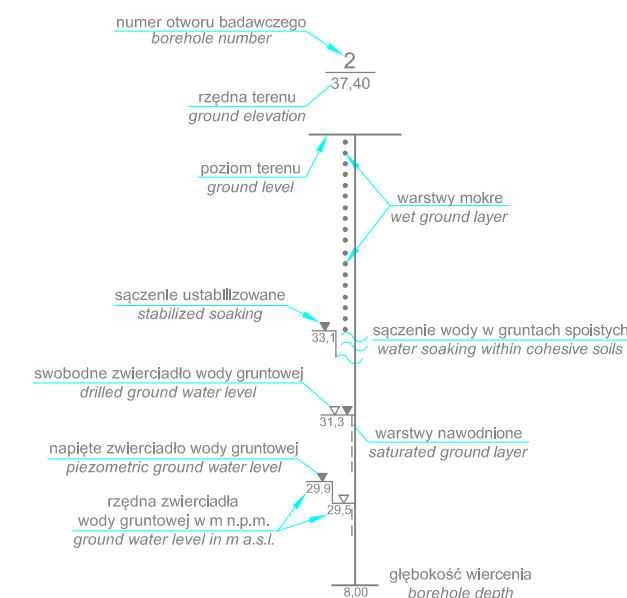 numer otworu badawczego
borehole number
2
37,40
rzędna terenu
ground elevation
poziom terenu
ground level
warstwy mokre
wet ground layer
sączenie ustabilizowane
stabilized soaking
33,1
sączenie wody w gruntach spoistych
water soaking within cohesive soils
swobodne zwierciadło wody gruntowej
drilled ground water level
31,3
warstwy nawodnione
saturated ground layer
napięte zwierciadło wody gruntowej
piezometric ground water level
29,9
29,5
rzędna zwierciadła
wody gruntowej w m n.p.m.
ground water level in m a.s.l.
głębokość wiercenia
8,00
borehole depth